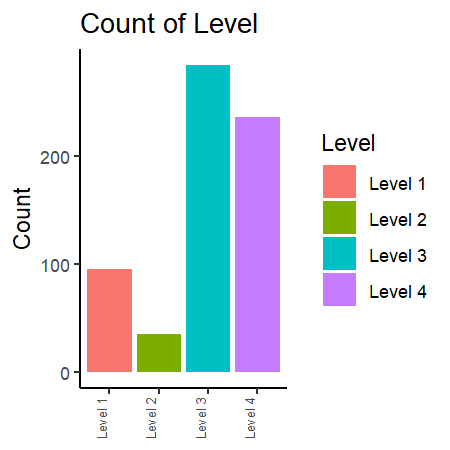 Count of Level
Count
200
100
0
Level 1
Level 2
Level 3
Level 4
Level
Level 1
Level 2
Level 3
Level 4